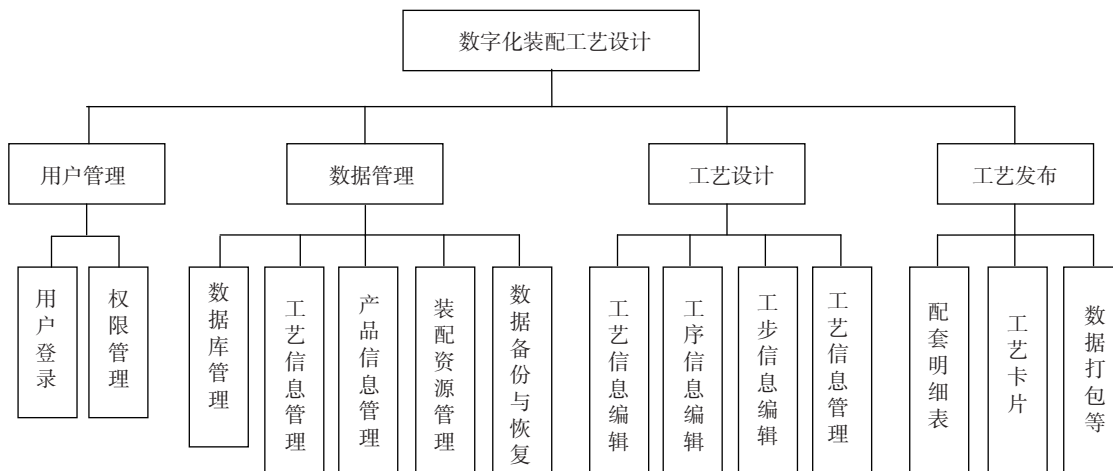 数字化装配工艺设计
用户管理
数据管理
工艺设计
工艺发布
用户登录
权限管理
数据库管理
工艺信息管理
产品信息管理
装配资源管理
数据备份与恢复
工艺信息编辑
工序信息编辑
工步信息编辑
工艺信息管理
配套明细表
工艺卡片
数据打包等